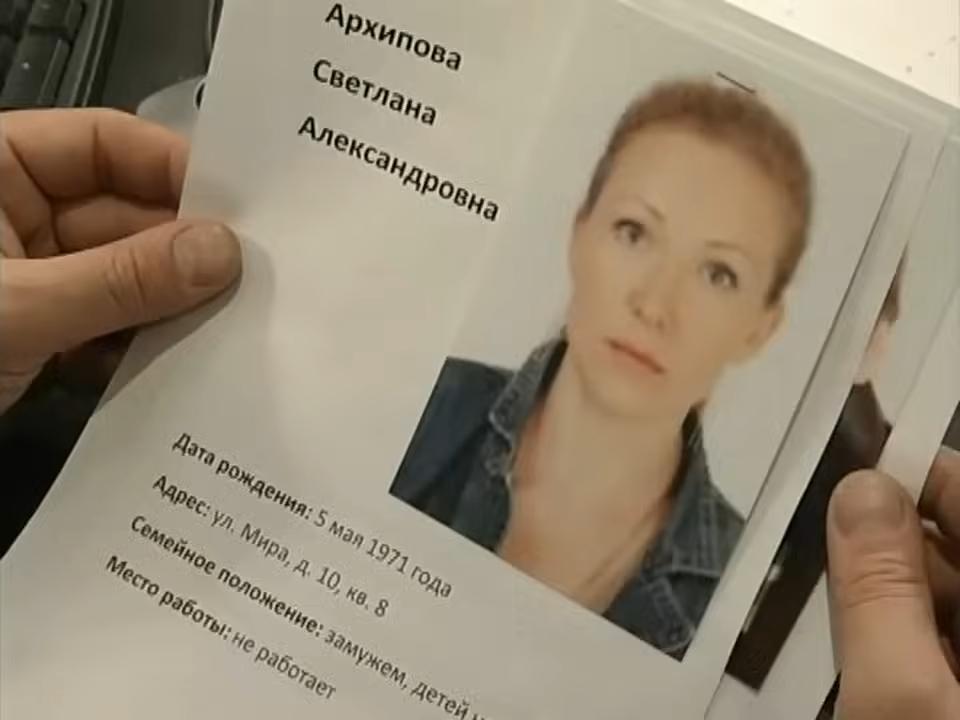 Архипова
Светлана
Александровна
Дата рождения: 5 мая 1971 года
Адрес: ул. Мира, д. 10, кв. 8
Семейное положение: замужем, детей
Место работы: не работает